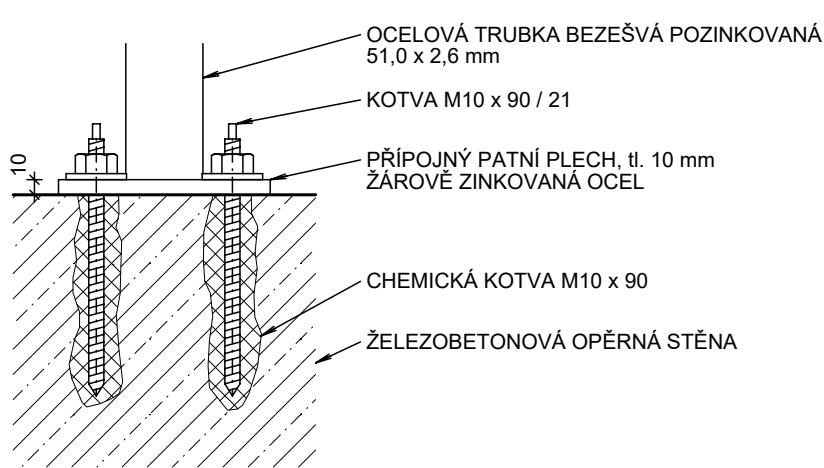 OCELOVÁ TRUBKA BEZEŠVÁ POZINKOVANÁ
51,0 x 2,6 mm
KOTVA M10 x 90 / 21
10
PŘÍPOJNÝ PATNÍ PLECH, tl. 10 mm
ŽÁROVĚ ZINKOVANÁ OCEL
CHEMICKÁ KOTVA M10 x 90
ŽELEZOBETONOVÁ OPĚRNÁ STĚNA